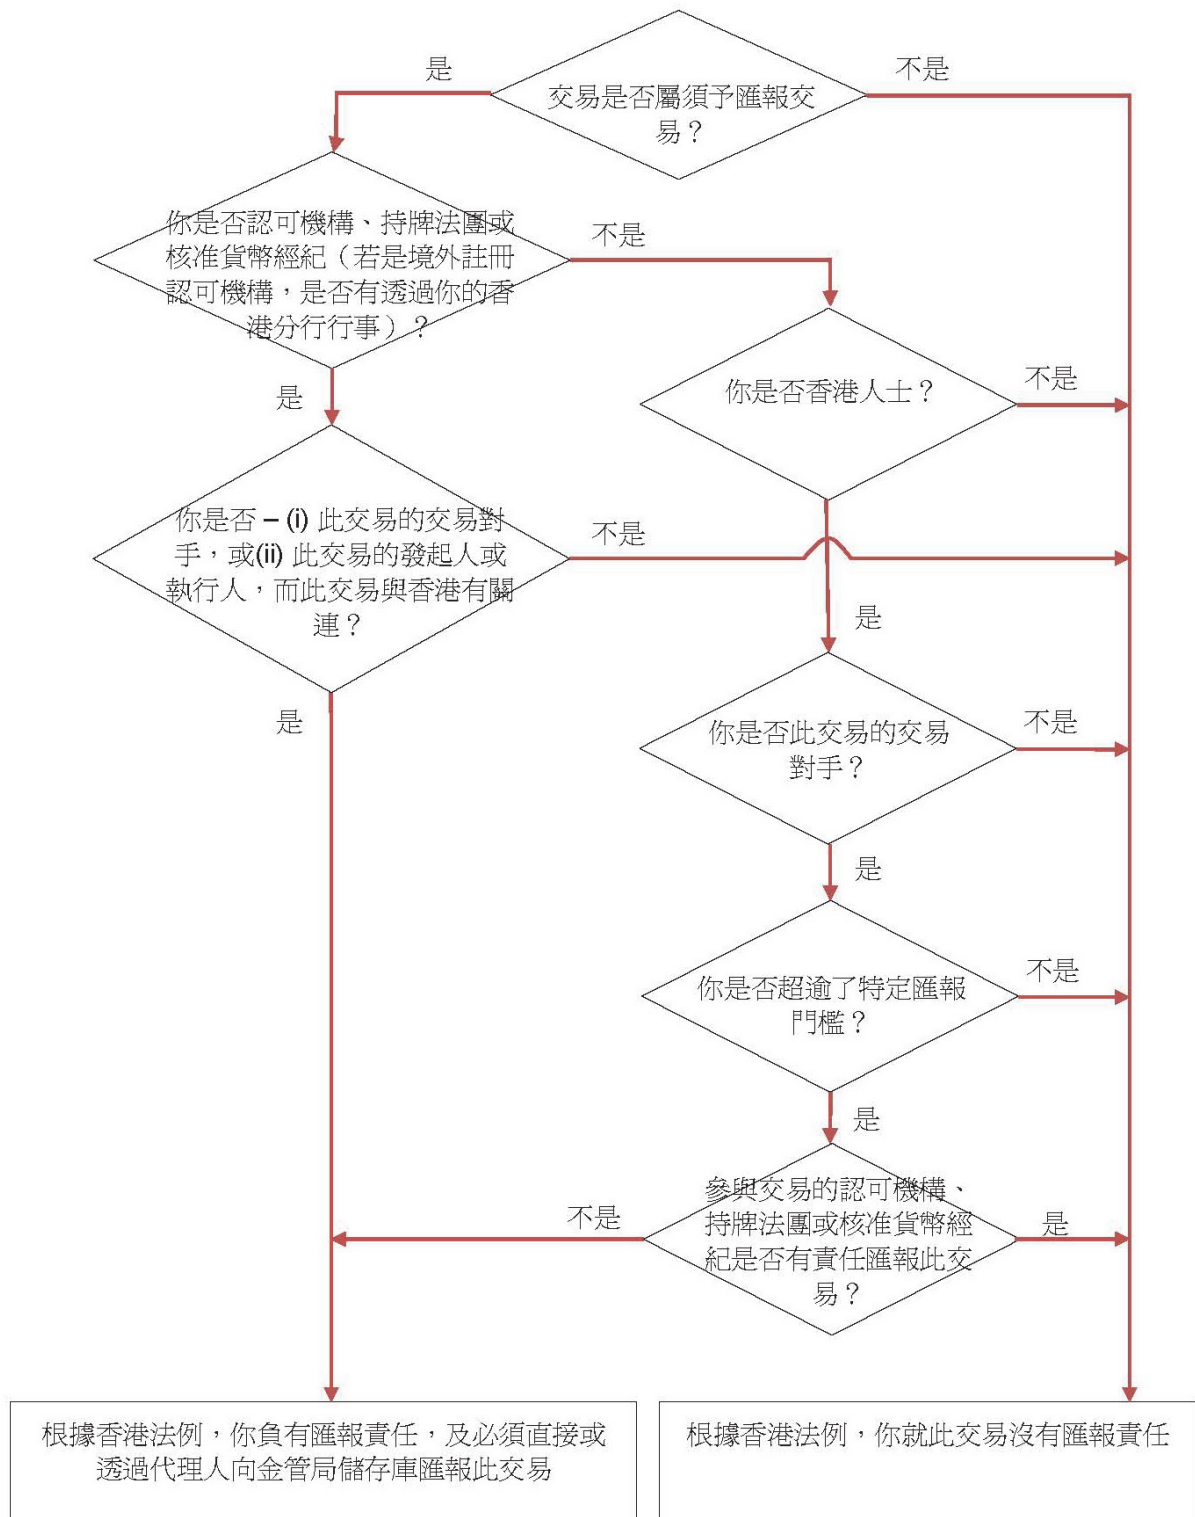 是
不是
交易是否屬須予匯報交
易？
你是否認可機構、持牌法團或
核准貨幣經紀（若是境外註冊
認可機構，是否有透過你的香
港分行行事）？
不是
是
你是否香港人士？
不是
你是否 – (i) 此交易的交易對
手，或(ii) 此交易的發起人或
執行人，而此交易與香港有關
連？
不是
是
是
你是否此交易的交易
對手？
不是
是
你是否超逾了特定匯報
門檻？
不是
是
參與交易的認可機構、
持牌法團或核准貨幣經
紀是否有責任匯報此交
易？
不是
是
根據香港法例，你負有匯報責任，及必須直接或
透過代理人向金管局儲存庫匯報此交易
根據香港法例，你就此交易沒有匯報責任